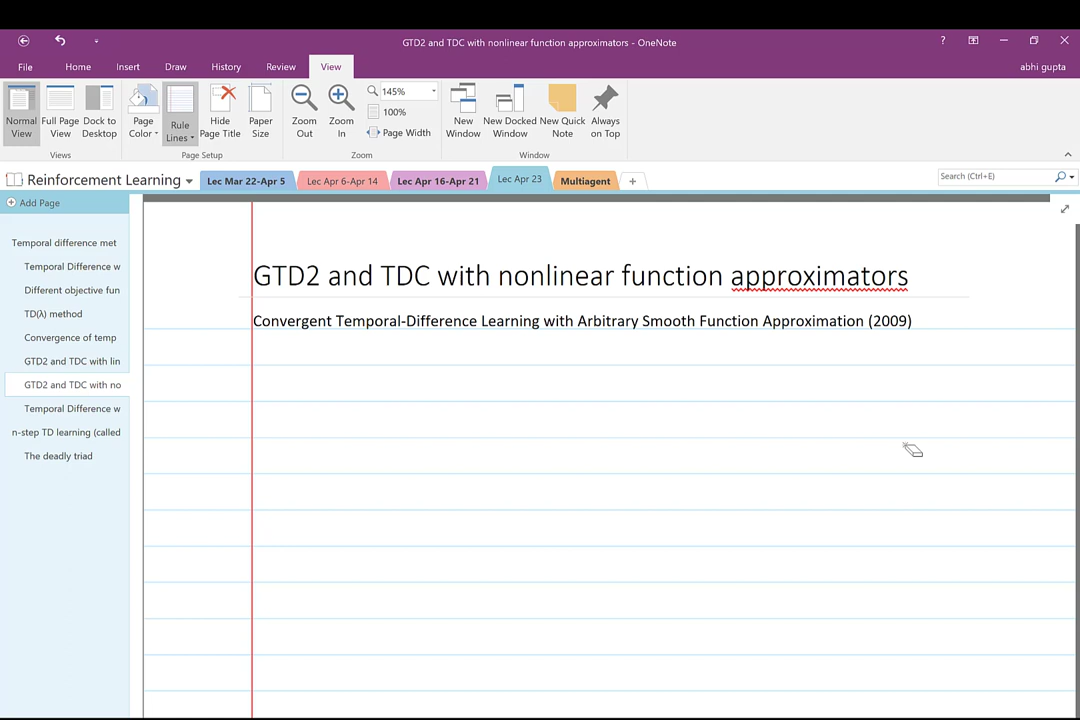 GTD2 and TDC with nonlinear function approximators - OneNote
?
abhi gupta
File Home Insert Draw History Review View
Normal View
Full Page View
Dock to Desktop
Views
Page Color
Rule Lines
Hide Page Title
Paper Size
Page Setup
Zoom Out
Zoom In
145%
100%
Page Width
Zoom
New Window
New Docked Window
New Quick Note
Always on Top
Window
Reinforcement Learning
Lec Mar 22-Apr 5
Lec Apr 6-Apr 14
Lec Apr 16-Apr 21
Lec Apr 23
Multiagent
+
Search (Ctrl+E)
Add Page
Temporal difference met
Temporal Difference w
Different objective fun
TD(λ) method
Convergence of temp
GTD2 and TDC with lin
GTD2 and TDC with no
Temporal Difference w
n-step TD learning (called
The deadly triad
GTD2 and TDC with nonlinear function approximators
Convergent Temporal-Difference Learning with Arbitrary Smooth Function Approximation (2009)